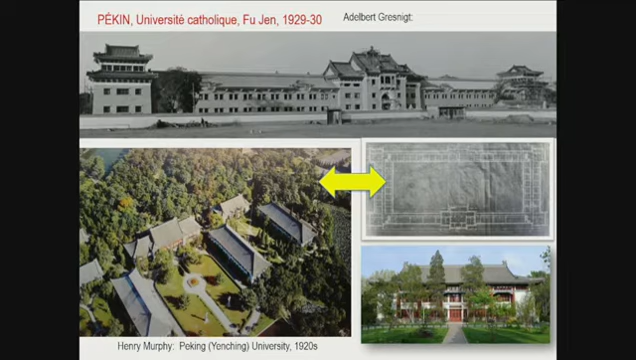 PÉKIN, Université catholique, Fu Jen, 1929-30
Adelbert Gresnigt:
Henry Murphy: Peking (Yenching) University, 1920s